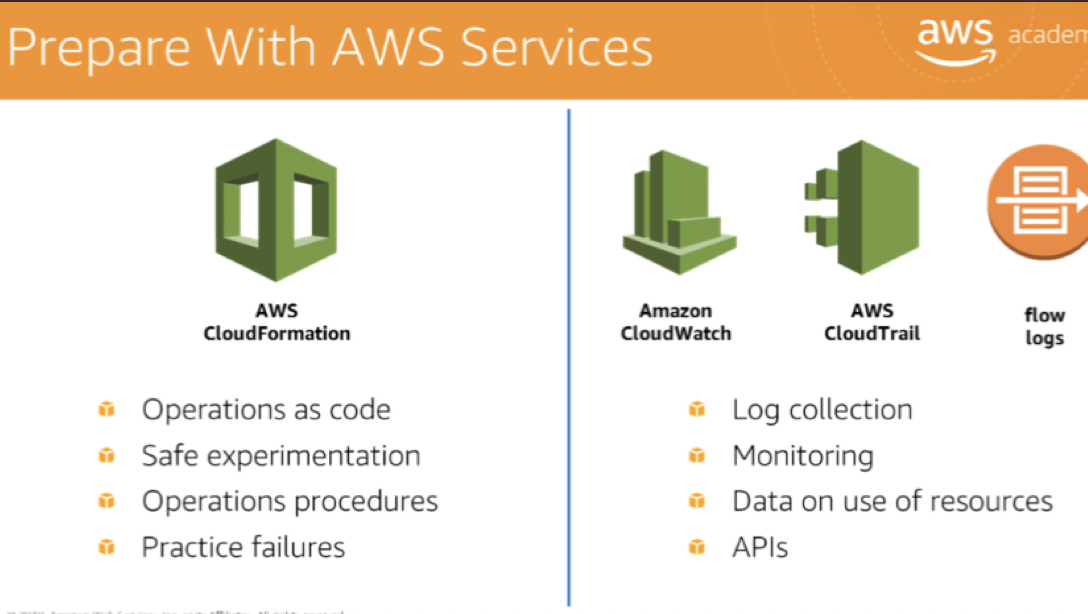 Prepare With AWS Services
aws academ
AWS
CloudFormation
Operations as code
Safe experimentation
Operations procedures
Practice failures
Amazon
CloudWatch
AWS
CloudTrail
flow
logs
Log collection
Monitoring
Data on use of resources
APIs